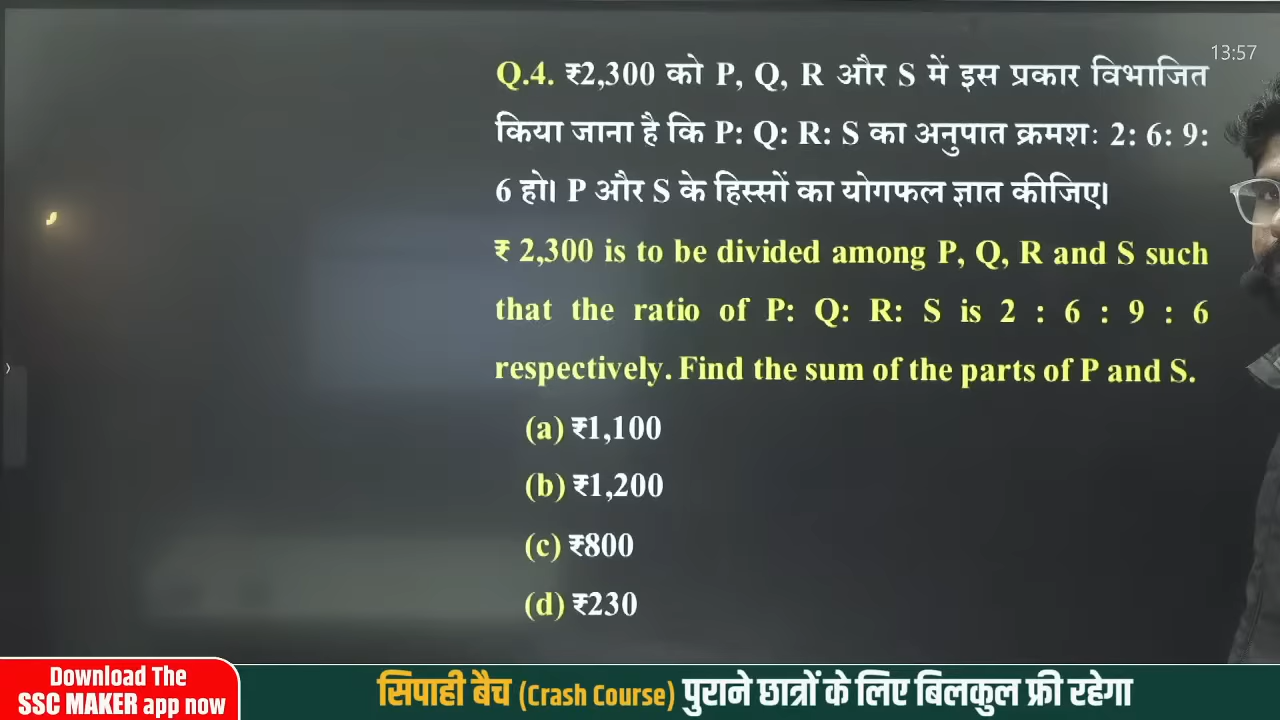 13:57
Q.4. ₹2,300 को P, Q, R और S में इस प्रकार विभाजित
किया जाना है कि P: Q: R: S का अनुपात क्रमशः 2: 6: 9:
6 हो। P और S के हिस्सों का योगफल ज्ञात कीजिए।
₹ 2,300 is to be divided among P, Q, R and S such
that the ratio of P: Q: R: S is 2 : 6 : 9 : 6
respectively. Find the sum of the parts of P and S.
(a) ₹1,100
(b) ₹1,200
(c) ₹800
(d) ₹230
Download The
SSC MAKER app now
सिपाही बैच (Crash Course) पुराने छात्रों के लिए बिलकुल फ्री रहेगा